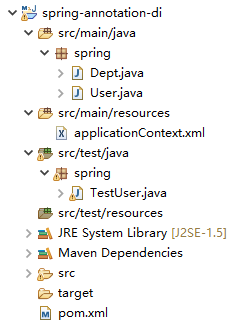 spring-annotation-di
src/main/java
spring
Dept.java
User.java
src/main/resources
applicationContext.xml
src/test/java
spring
TestUser.java
src/test/resources
JRE System Library [J2SE-1.5]
Maven Dependencies
src
target
pom.xml